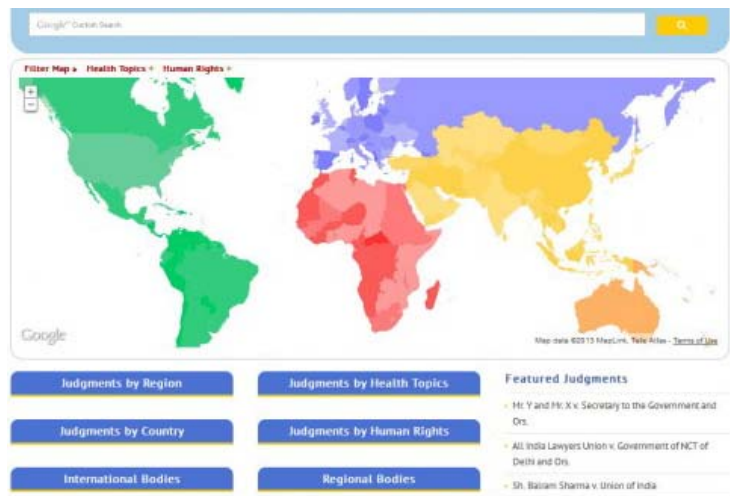 Google™ Custom Search
Filter Map ▸ Health Topics + Human Rights +
+
−
Google
Map data ©2013 MapLink, Tele Atlas - Terms of Use
Judgments by Region
Judgments by Health Topics
Judgments by Country
Judgments by Human Rights
International Bodies
Regional Bodies
Featured Judgments
Mr. Y and Mr. X v. Secretary to the Government and
Ors.
All India Lawyers Union v. Government of NCT of
Delhi and Ors.
Sh. Balram Sharma v. Union of India